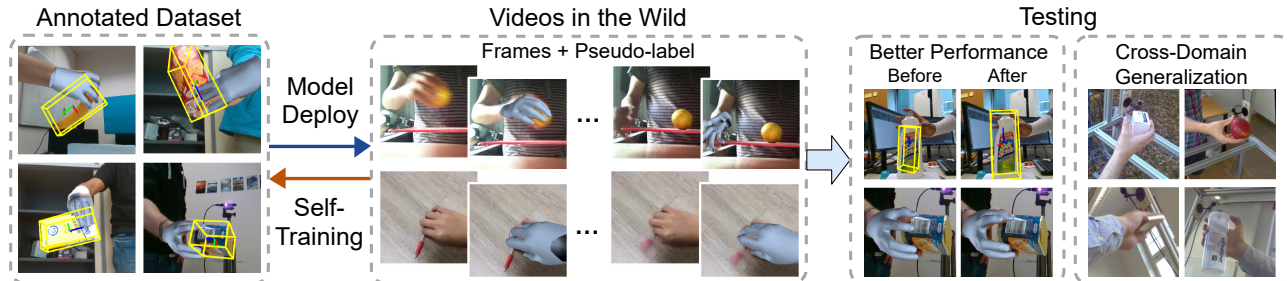 Annotated Dataset
Videos in the Wild
Testing
Model
Deploy
Self-
Training
Frames + Pseudo-label
...
...
Better Performance
Before
After
Cross-Domain
Generalization